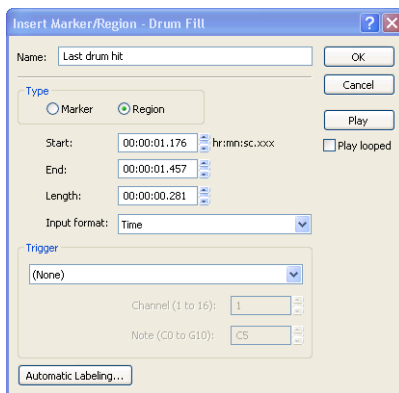 Insert Marker/Region - Drum Fill
Name: Last drum hit
OK
Cancel
Type
Marker Region
Play
Start: 00:00:01.176 hr:mn:sc.xxx
Play looped
End: 00:00:01.457
Length: 00:00:00.281
Input format: Time
Trigger
(None)
Channel (1 to 16): 1
Note (C0 to G10): C5
Automatic Labeling...